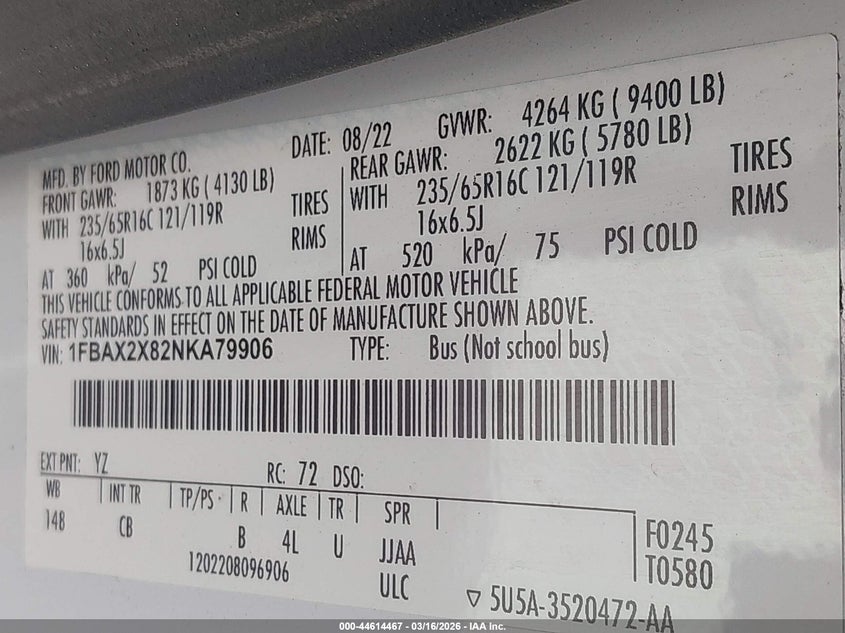 MFD. BY FORD MOTOR CO. DATE: 08/22 GVWR: 4264 KG ( 9400 LB)
FRONT GAWR: 1873 KG ( 4130 LB) REAR GAWR: 2622 KG ( 5780 LB)
WITH 235/65R16C 121/119R TIRES WITH 235/65R16C 121/119R TIRES
16x6.5J RIMS 16x6.5J RIMS
AT 360 kPa/ 52 PSI COLD AT 520 kPa/ 75 PSI COLD
THIS VEHICLE CONFORMS TO ALL APPLICABLE FEDERAL MOTOR VEHICLE
SAFETY STANDARDS IN EFFECT ON THE DATE OF MANUFACTURE SHOWN ABOVE.
VIN: 1FBAX2X82NKA79906 TYPE: Bus (Not school bus)
EXT PNT: YZ RC: 72 DSO:
WB INT TR TP/PS R AXLE TR SPR
148 CB B 4L U JJAA F0245
1202208096906 ULC T0580
5U5A-3520472-AA
000-44614467 - 03/16/2026 - IAA Inc.